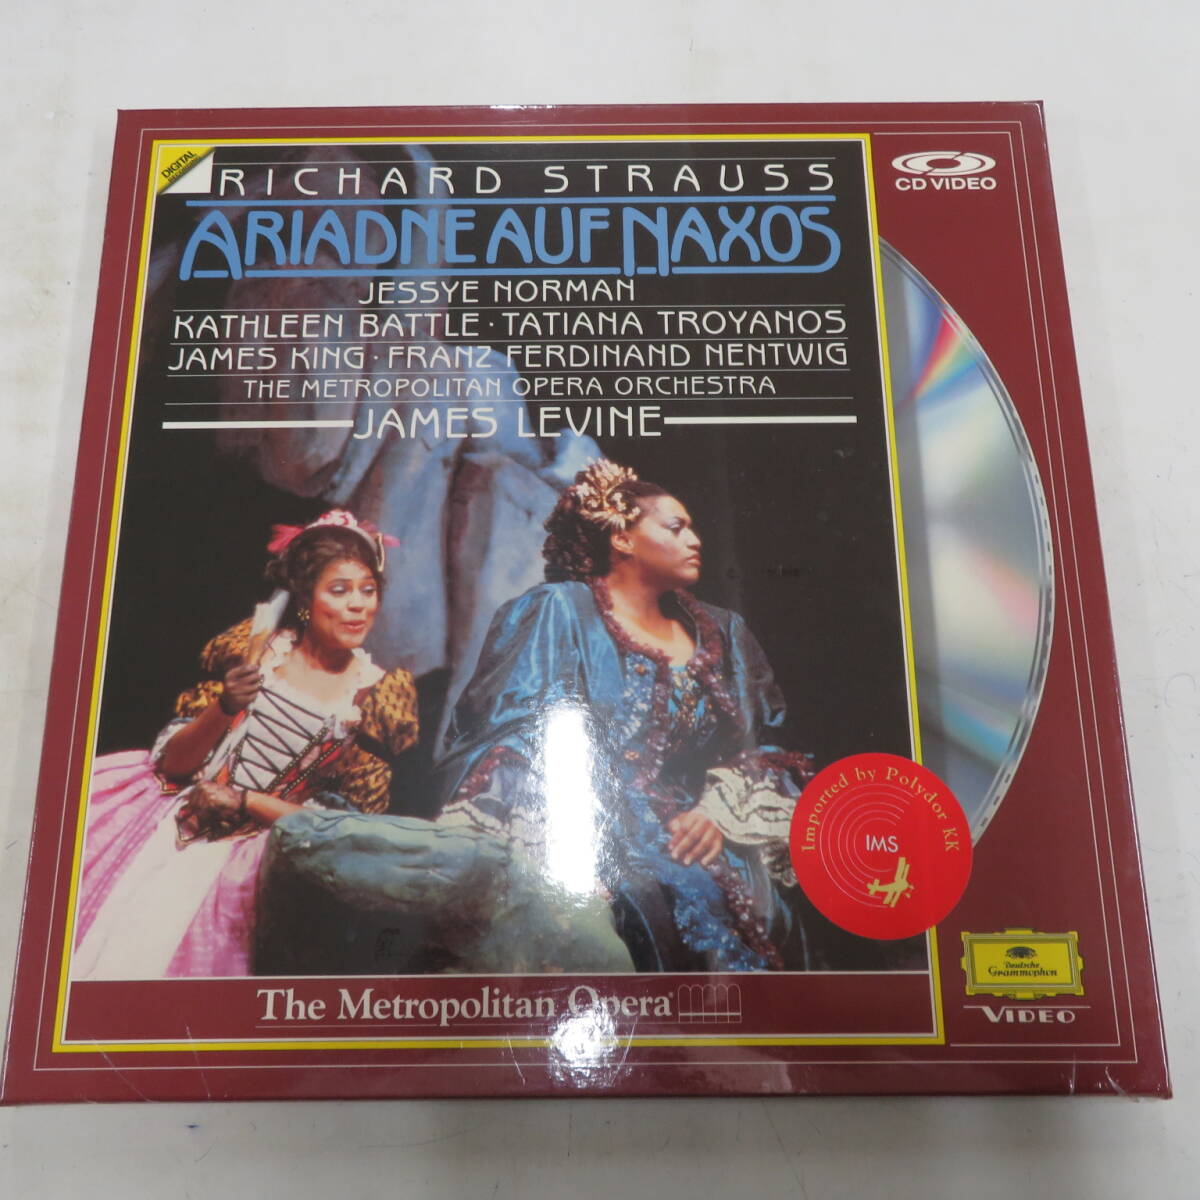 DIGITAL
RICHARD STRAUSS
ARIADNE AUF NAXOS
JESSYE NORMAN
KATHLEEN BATTLE · TATIANA TROYANOS
JAMES KING · FRANZ FERDINAND NENTWIG
THE METROPOLITAN OPERA ORCHESTRA
JAMES LEVINE
CD VIDEO
Imported by Polydor KK
IMS
Deutsche
Grammophon
VIDEO
The Metropolitan Opera